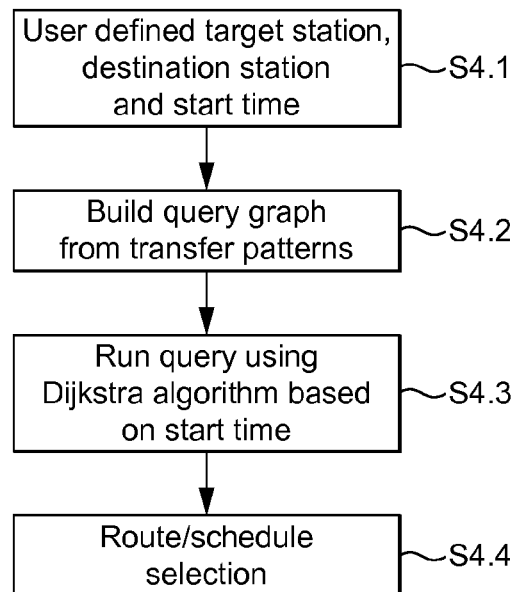 User defined target station,
destination station
and start time
S4.1
Build query graph
from transfer patterns
S4.2
Run query using
Dijkstra algorithm based
on start time
S4.3
Route/schedule
selection
S4.4